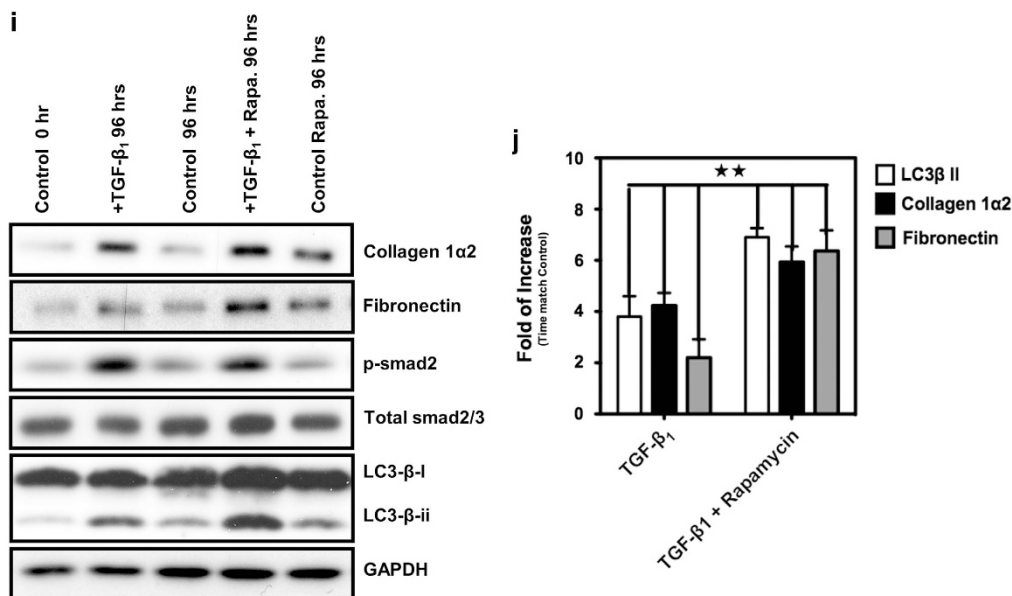 i
Control 0 hr
+TGF-β₁ 96 hrs
Control 96 hrs
+TGF-β₁ + Rapa. 96 hrs
Control Rapa. 96 hrs
Collagen 1α2
Fibronectin
p-smad2
Total smad2/3
LC3-β-I
LC3-β-ii
GAPDH
j
Fold of Increase
(Time match Control)
10
8
6
4
2
0
★★
LC3β II
Collagen 1α2
Fibronectin
TGF-β₁
TGF-β1 + Rapamycin